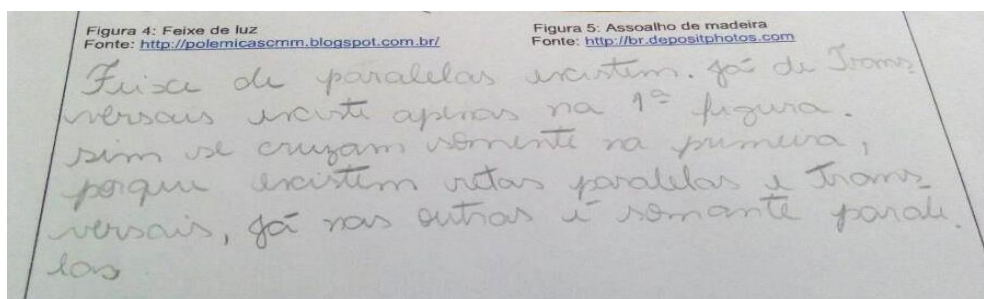 Figura 4: Feixe de luz
Fonte: http://polemicascmm.blogspot.com.br/
Figura 5: Assoalho de madeira
Fonte: http://br.depositphotos.com
Feixe de paralelas existem. Já de Trans-
versais existe apenas na 1ª figura.
sim se cruzam somente na primeira,
porque existem retas paralelas e Trans-
versais, já nas outras é somante parale
las